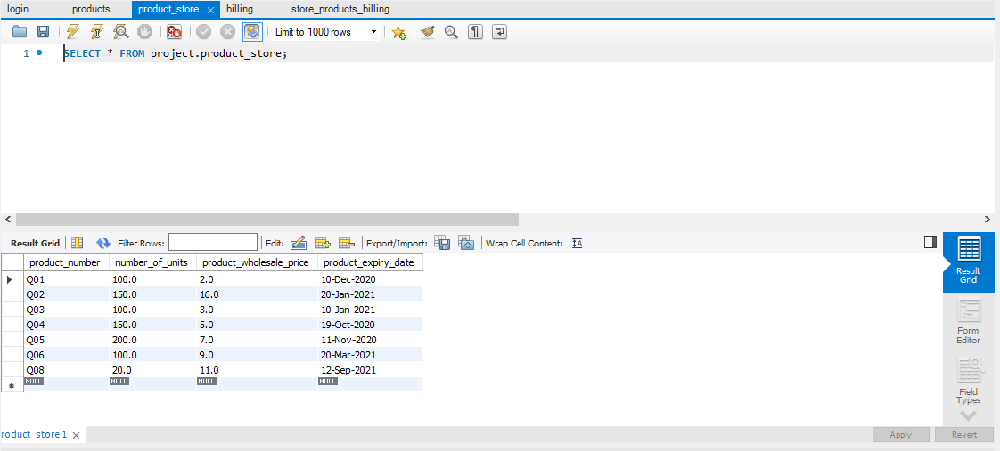 login products product_store × billing store_products_billing
Limit to 1000 rows
1 SELECT * FROM project.product_store;
Result Grid Filter Rows: Edit: Export/Import: Wrap Cell Content:
product_number number_of_units product_wholesale_price product_expiry_date
Q01 100.0 2.0 10-Dec-2020
Q02 150.0 16.0 20-Jan-2021
Q03 100.0 3.0 10-Jan-2021
Q04 150.0 5.0 19-Oct-2020
Q05 200.0 7.0 11-Nov-2020
Q06 100.0 9.0 20-Mar-2021
Q08 20.0 11.0 12-Sep-2021
NULL NULL NULL NULL
Result
Grid
Form
Editor
Field
Types
roduct_store 1 ×
Apply Revert